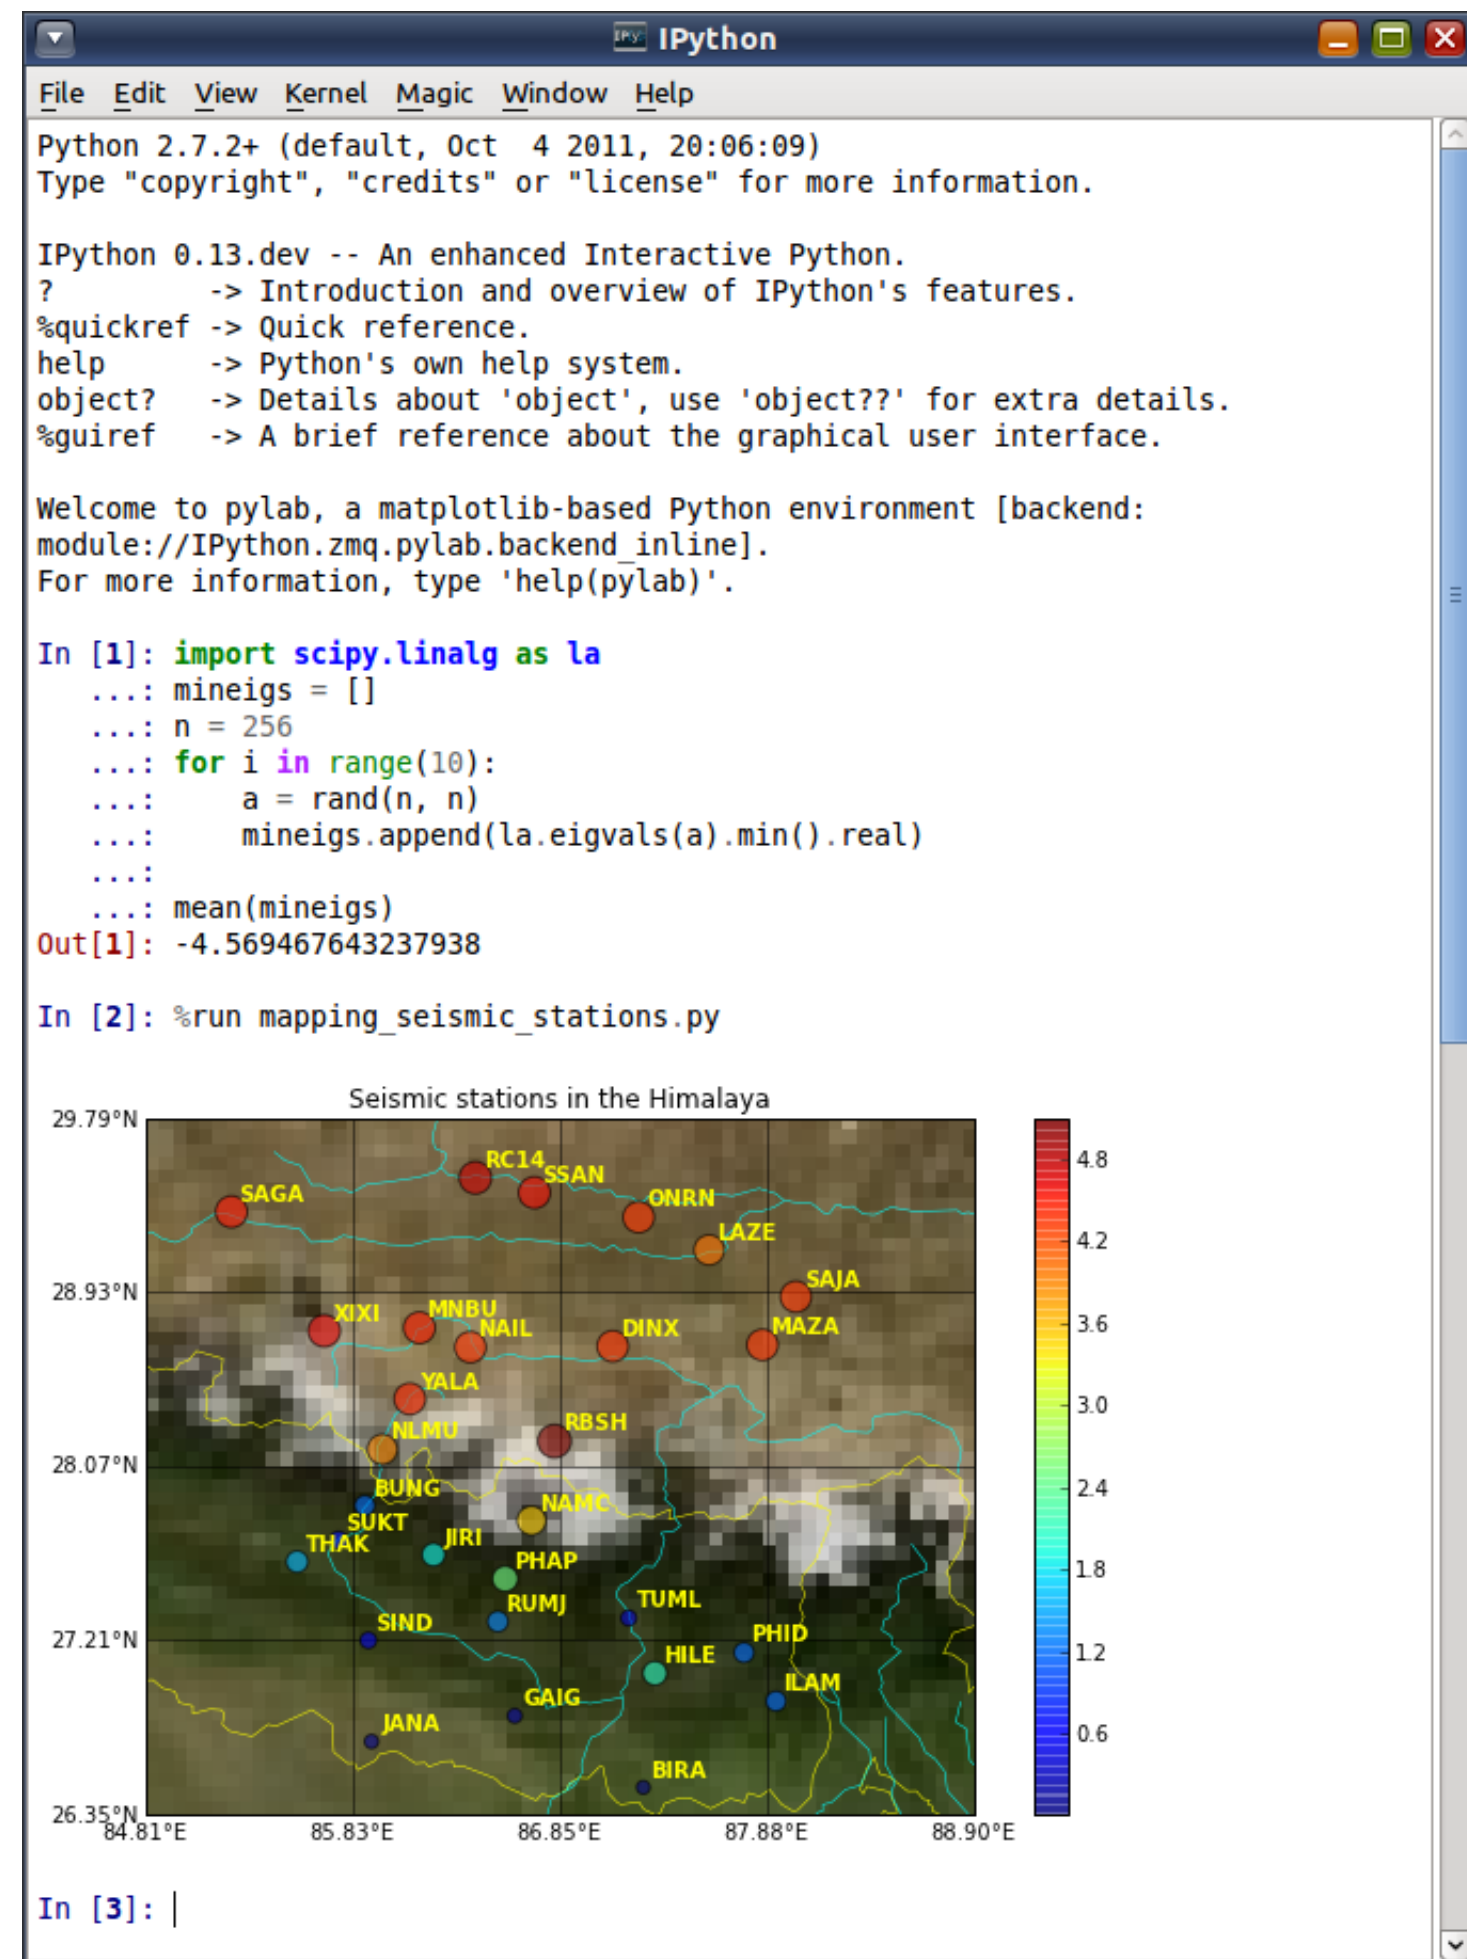 IPython
File Edit View Kernel Magic Window Help
Python 2.7.2+ (default, Oct  4 2011, 20:06:09)
Type "copyright", "credits" or "license" for more information.
IPython 0.13.dev -- An enhanced Interactive Python.
?         -> Introduction and overview of IPython's features.
%quickref -> Quick reference.
help      -> Python's own help system.
object?   -> Details about 'object', use 'object??' for extra details.
%guiref   -> A brief reference about the graphical user interface.
Welcome to pylab, a matplotlib-based Python environment [backend:
module://IPython.zmq.pylab.backend_inline].
For more information, type 'help(pylab)'.
In [1]: import scipy.linalg as la
   ...: mineigs = []
   ...: n = 256
   ...: for i in range(10):
   ...:     a = rand(n, n)
   ...:     mineigs.append(la.eigvals(a).min().real)
   ...:
   ...: mean(mineigs)
Out[1]: -4.569467643237938
In [2]: %run mapping_seismic_stations.py
Seismic stations in the Himalaya
29.79°N
RC14
SSAN
4.8
SAGA
ONRN
LAZE
4.2
SAJA
28.93°N
XIXI
MNBU
NAIL
DINX
MAZA
3.6
YALA
3.0
NLMU
RBSH
28.07°N
BUNG
2.4
NAMC
SUKT
THAK
JIRI
PHAP
1.8
RUMJ
TUML
SIND
PHID
27.21°N
HILE
1.2
ILAM
GAIG
JANA
0.6
BIRA
26.35°N
84.81°E 85.83°E 86.85°E 87.88°E 88.90°E
In [3]: